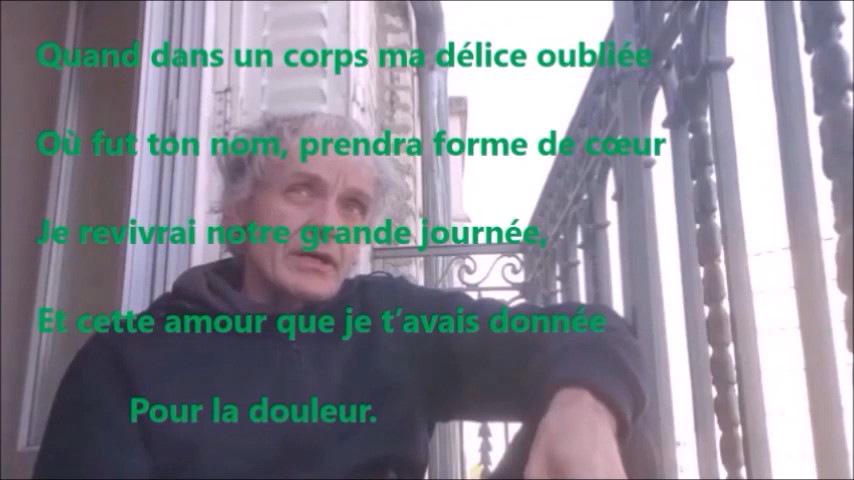 Quand dans un corps ma délice oubliée
Où fut ton nom, prendra forme de cœur
Je revivrai notre grande journée,
Et cette amour que je t’avais donnée
Pour la douleur.